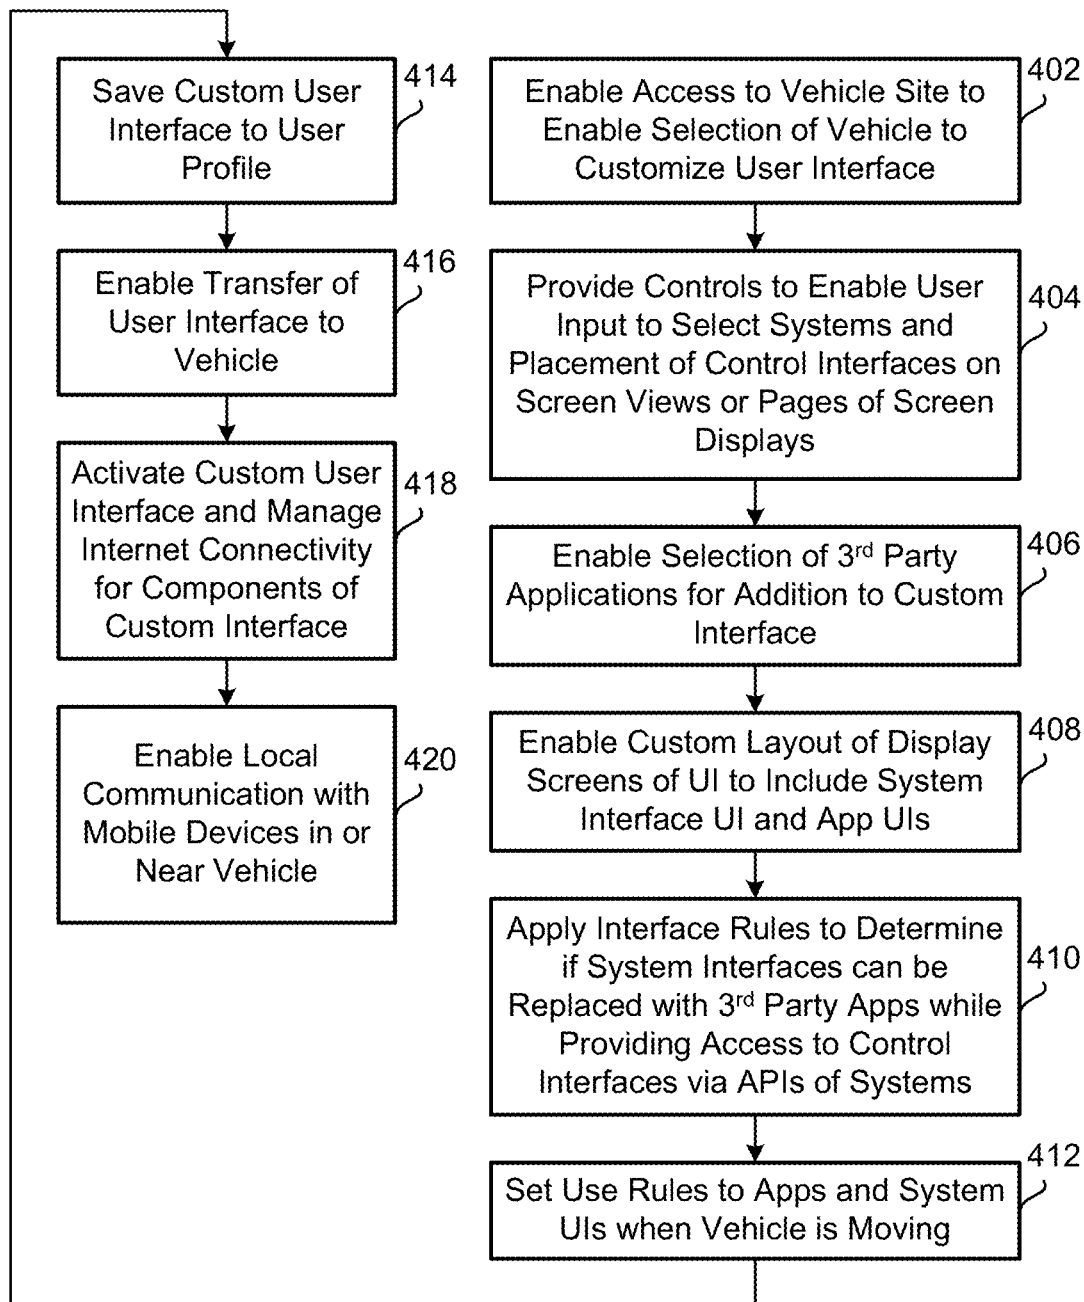 402
Enable Access to Vehicle Site to
Enable Selection of Vehicle to
Customize User Interface
404
Provide Controls to Enable User
Input to Select Systems and
Placement of Control Interfaces on
Screen Views or Pages of Screen
Displays
406
Enable Selection of 3rd Party
Applications for Addition to Custom
Interface
408
Enable Custom Layout of Display
Screens of UI to Include System
Interface UI and App UIs
410
Apply Interface Rules to Determine
if System Interfaces can be
Replaced with 3rd Party Apps while
Providing Access to Control
Interfaces via APIs of Systems
412
Set Use Rules to Apps and System
UIs when Vehicle is Moving
414
Save Custom User
Interface to User
Profile
416
Enable Transfer of
User Interface to
Vehicle
418
Activate Custom User
Interface and Manage
Internet Connectivity
for Components of
Custom Interface
420
Enable Local
Communication with
Mobile Devices in or
Near Vehicle